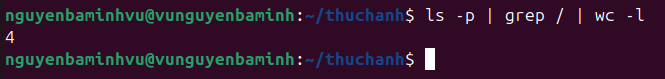 nguyenbaminhvu@vunguyenbaminh:~/thuchanh$ ls -p | grep / | wc -l
4
nguyenbaminhvu@vunguyenbaminh:~/thuchanh$